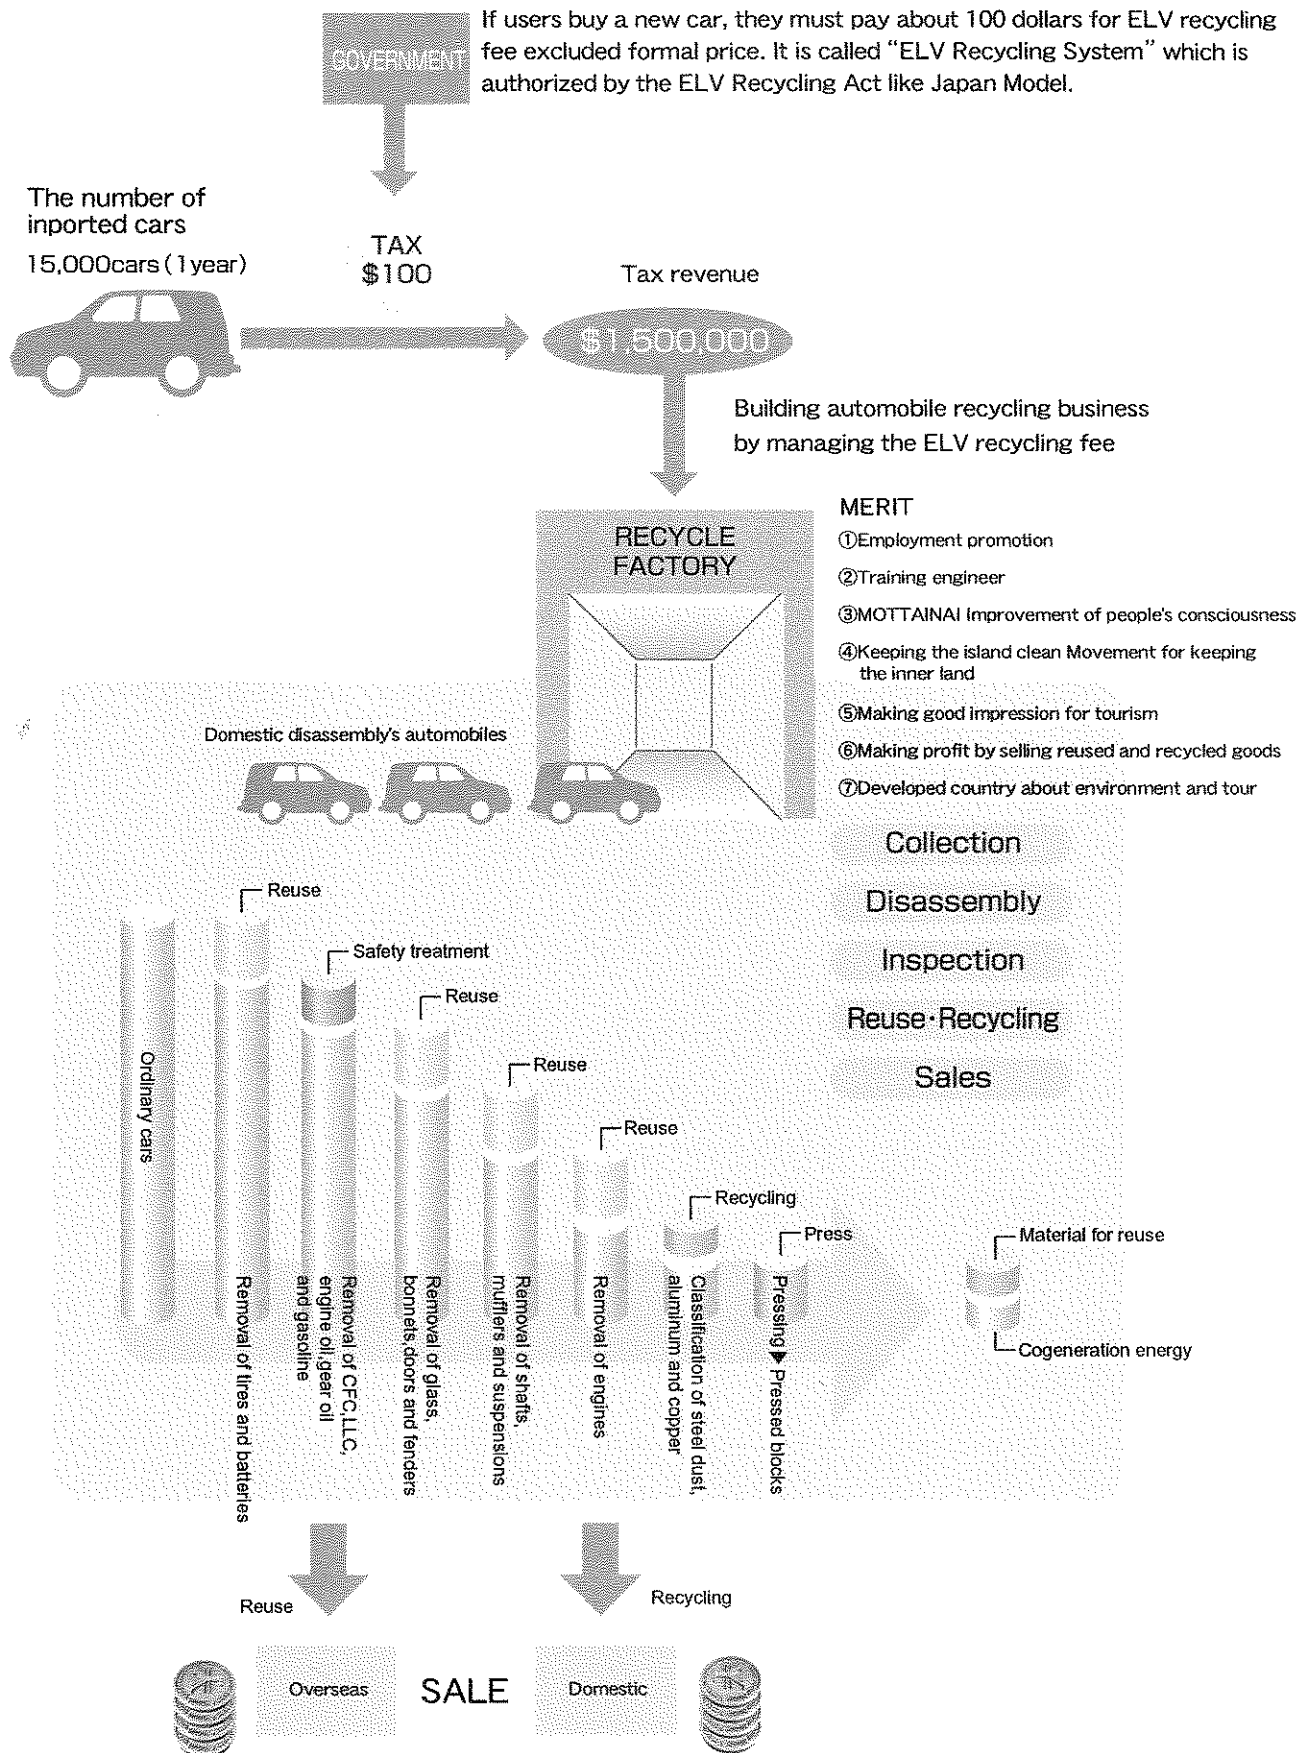 GOVERNMENT
If users buy a new car, they must pay about 100 dollars for ELV recycling
fee excluded formal price. It is called “ELV Recycling System” which is
authorized by the ELV Recycling Act like Japan Model.
The number of
inported cars
15,000cars (1year)
TAX
$100
Tax revenue
$1,500,000
Building automobile recycling business
by managing the ELV recycling fee
RECYCLE
FACTORY
MERIT
①Employment promotion
②Training engineer
③MOTTAINAI Improvement of people's consciousness
④Keeping the island clean Movement for keeping
the inner land
⑤Making good impression for tourism
⑥Making profit by selling reused and recycled goods
⑦Developed country about environment and tour
Domestic disassembly's automobiles
Collection
Disassembly
Inspection
Reuse･Recycling
Sales
Reuse
Safety treatment
Reuse
Reuse
Reuse
Recycling
Press
Material for reuse
Cogeneration energy
Ordinary cars
Removal of tires and batteries
Removal of CFC,LLC,
engine oil,gear oil
and gasoline
Removal of glass,
bonnets,doors and fenders
Removal of shafts,
mufflers and suspensions
Removal of engines
Classification of steel dust,
aluminum and copper
Pressing ▶ Pressed blocks
Reuse
Recycling
Overseas
SALE
Domestic